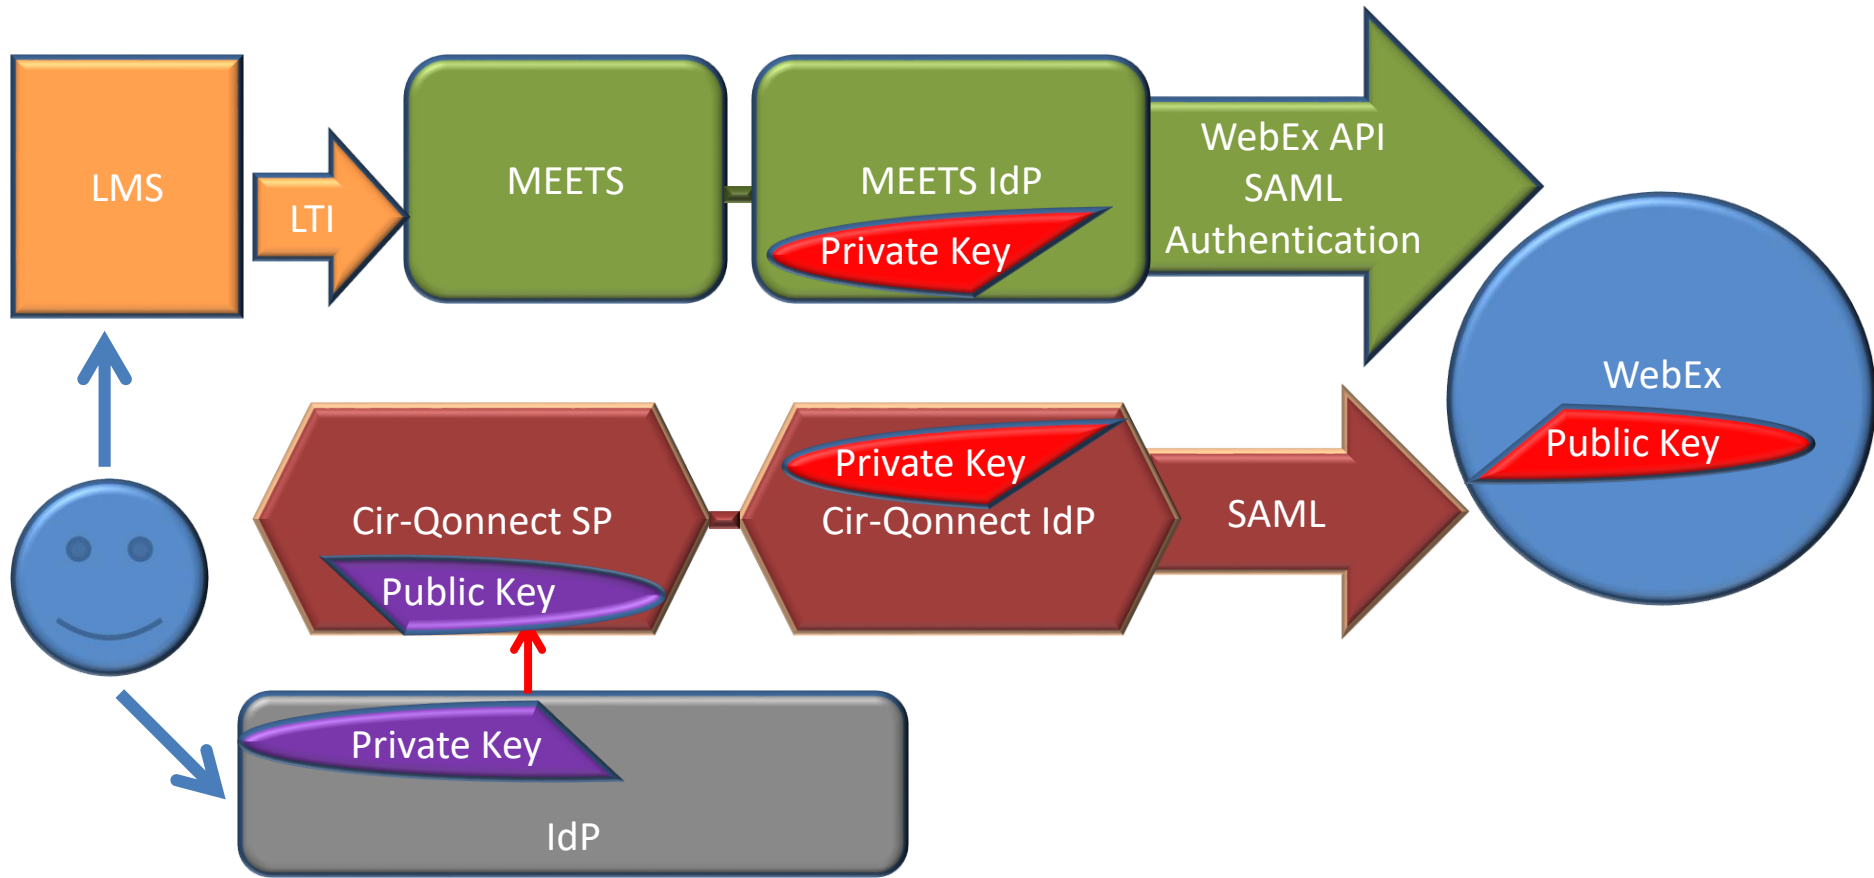 LMS
LTI
MEETS
MEETS IdP
Private Key
WebEx API
SAML
Authentication
WebEx
Public Key
Cir-Qonnect SP
Public Key
Private Key
Cir-Qonnect IdP
SAML
Private Key
IdP